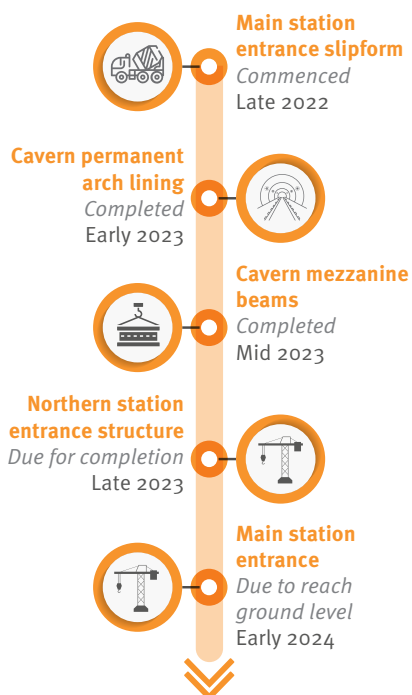 Main station
entrance slipform
Commenced
Late 2022
Cavern permanent
arch lining
Completed
Early 2023
Cavern mezzanine
beams
Completed
Mid 2023
Northern station
entrance structure
Due for completion
Late 2023
Main station
entrance
Due to reach
ground level
Early 2024